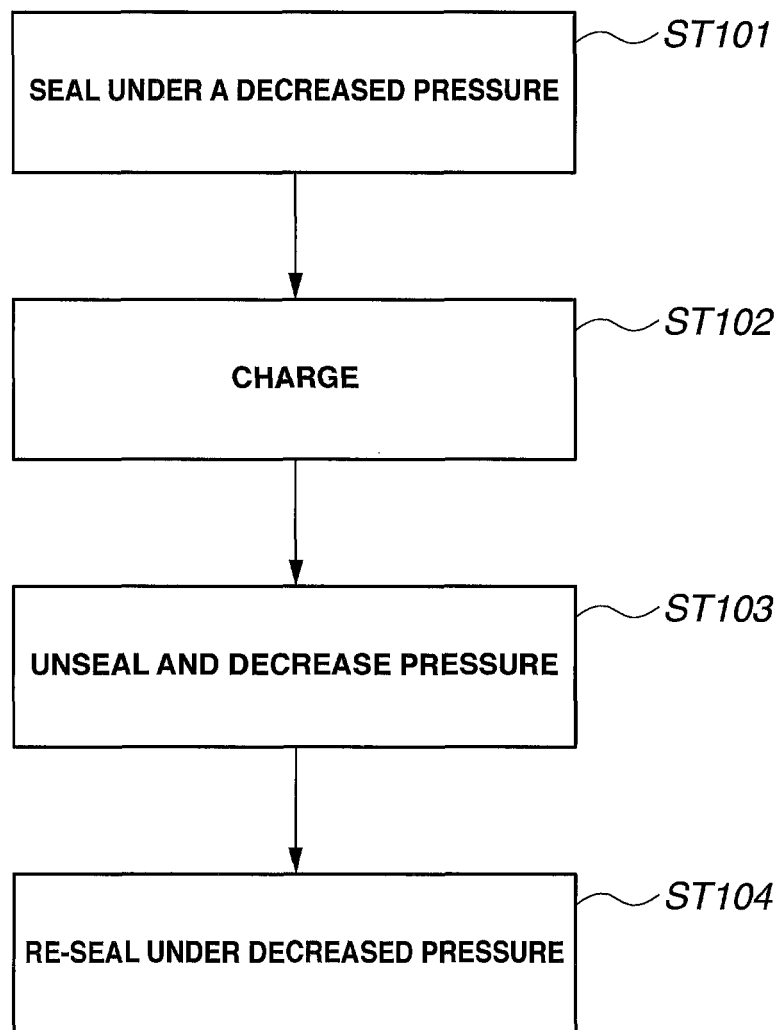 ST101
SEAL UNDER A DECREASED PRESSURE
ST102
CHARGE
ST103
UNSEAL AND DECREASE PRESSURE
ST104
RE-SEAL UNDER DECREASED PRESSURE